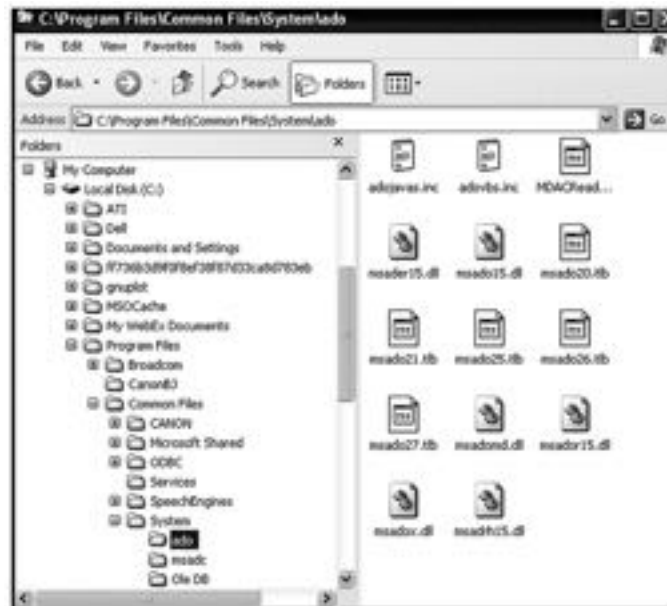 C:\Program Files\Common Files\System\ado
File Edit View Favorites Tools Help
Back Search Folders
Address C:\Program Files\Common Files\System\ado Go
Folders
My Computer
Local Disk (C:)
ATI
Dell
Documents and Settings
gnuplot
MSOCache
My WebEx Documents
Program Files
Broadcom
CanonBJ
Common Files
CANON
Microsoft Shared
ODBC
Services
SpeechEngines
System
ado
msadc
Ole DB
adojavas.inc adovbs.inc MDACRead...
msader15.dll msado15.dll msado20.tlb
msado21.tlb msado25.tlb msado26.tlb
msado27.tlb msadomd.dll msador15.dll
msadox.dll msadrh15.dll